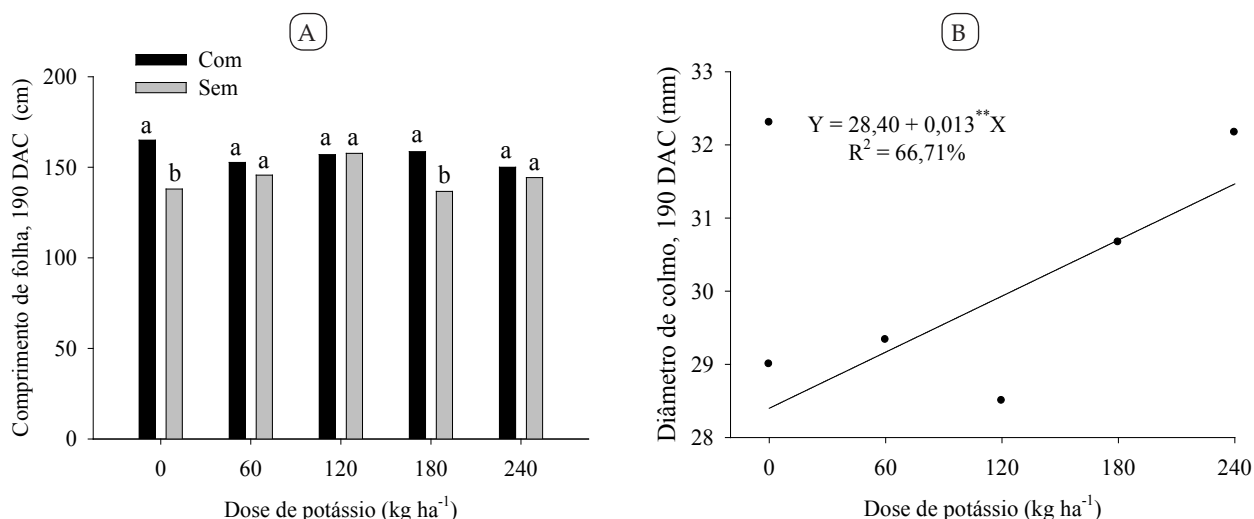 A
Com
Sem
Comprimento de folha, 190 DAC (cm)
200
150
100
50
0
a
b
a
a
a
a
a
b
a
a
0
60
120
180
240
Dose de potássio (kg ha⁻¹)
B
Diâmetro de colmo, 190 DAC (mm)
33
32
31
30
29
28
Y = 28,40 + 0,013**X
R² = 66,71%
0
60
120
180
240
Dose de potássio (kg ha⁻¹)